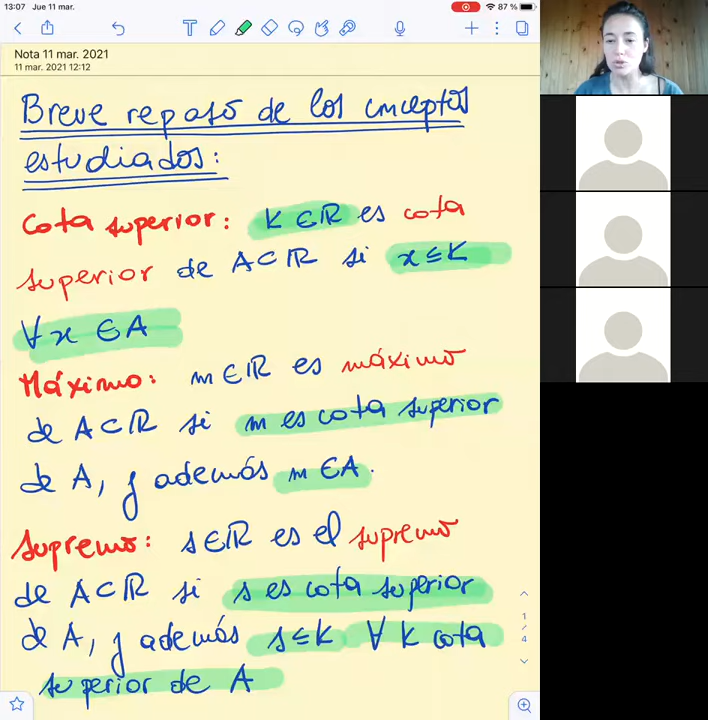 13:07 Jue 11 mar.
87 %
Nota 11 mar. 2021
11 mar. 2021 12:12
Breve repaso de los conceptos
estudiados:
Cota superior: K ∈ ℝ es cota
superior de A ⊂ ℝ si x ≤ K
∀x ∈ A
Máximo: m ∈ ℝ es máximo
de A ⊂ ℝ si m es cota superior
de A, y además m ∈ A.
Supremo: s ∈ ℝ es el supremo
de A ⊂ ℝ si s es cota superior
de A, y además s ≤ K ∀ K cota
superior de A
1
/
4